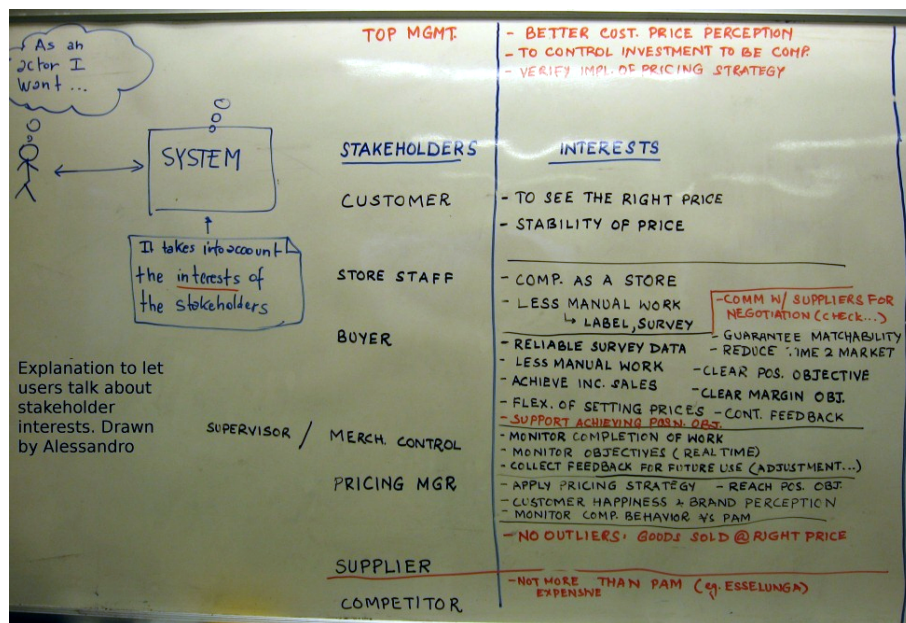 As an
actor I
want ...
SYSTEM
It takes into account
the interests of
the stakeholders
Explanation to let
users talk about
stakeholder
interests. Drawn
by Alessandro
TOP MGMT.
- BETTER COST. PRICE PERCEPTION
- TO CONTROL INVESTMENT TO BE COMP.
- VERIFY IMPL. OF PRICING STRATEGY
STAKEHOLDERS
INTERESTS
CUSTOMER
- TO SEE THE RIGHT PRICE
- STABILITY OF PRICE
STORE STAFF
- COMP. AS A STORE
- LESS MANUAL WORK
↳ LABEL, SURVEY
BUYER
- COMM W/ SUPPLIERS FOR
NEGOTIATION (CHECK...)
- GUARANTEE MATCHABILITY
- RELIABLE SURVEY DATA
- REDUCE TIME 2 MARKET
- LESS MANUAL WORK
- CLEAR POS. OBJECTIVE
- ACHIEVE INC. SALES
- CLEAR MARGIN OBJ.
- FLEX. OF SETTING PRICES
- CONT. FEEDBACK
- SUPPORT ACHIEVING POSN. OBJ.
SUPERVISOR / MERCH. CONTROL
- MONITOR COMPLETION OF WORK
- MONITOR OBJECTIVES (REAL TIME)
- COLLECT FEEDBACK FOR FUTURE USE (ADJUSTMENT...)
PRICING MGR
- APPLY PRICING STRATEGY
- REACH POS. OBJ.
- CUSTOMER HAPPINESS & BRAND PERCEPTION
- MONITOR COMP. BEHAVIOR VS PAM
SUPPLIER
- NO OUTLIERS: GOODS SOLD @ RIGHT PRICE
COMPETITOR
- NOT MORE THAN PAM (eg. ESSELUNGA)
EXPENSIVE